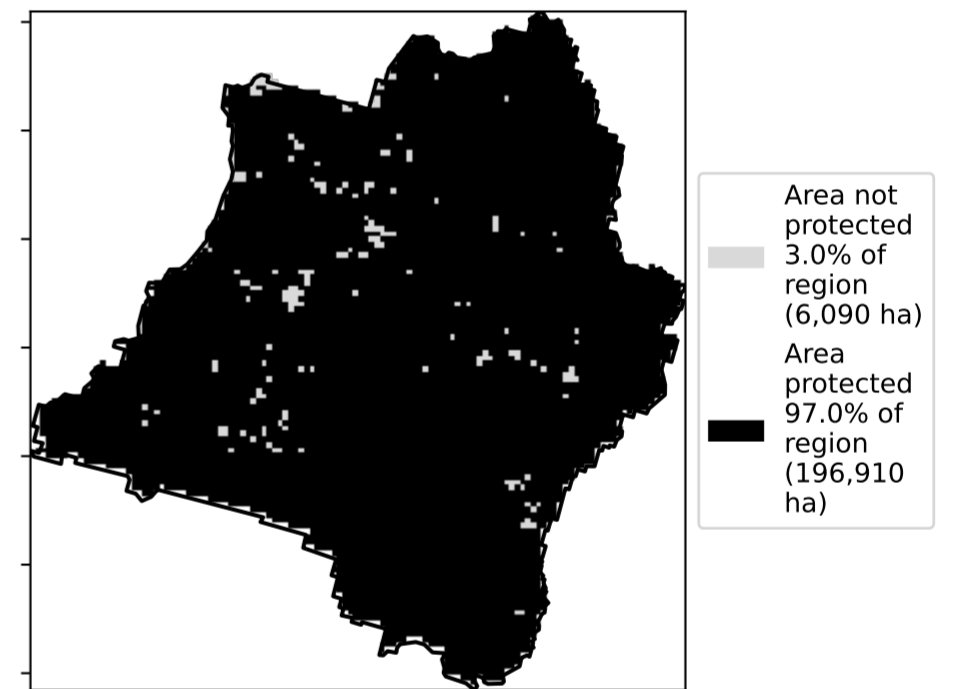 Area not
protected
3.0% of
region
(6,090 ha)
Area
protected
97.0% of
region
(196,910
ha)